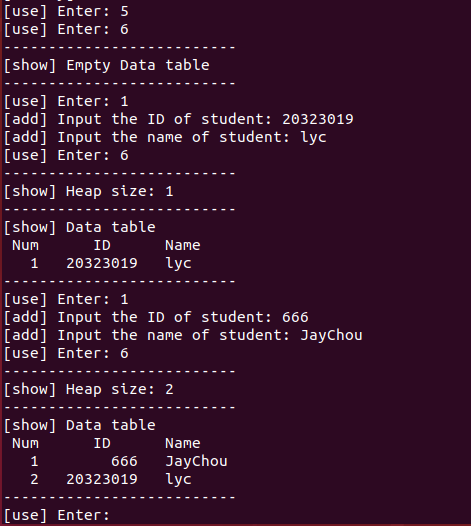 [use] Enter: 5
[use] Enter: 6
--------------------------
[show] Empty Data table
--------------------------
[use] Enter: 1
[add] Input the ID of student: 20323019
[add] Input the name of student: lyc
[use] Enter: 6
--------------------------
[show] Heap size: 1
--------------------------
[show] Data table
 Num      ID      Name
   1   20323019   lyc
--------------------------
[use] Enter: 1
[add] Input the ID of student: 666
[add] Input the name of student: JayChou
[use] Enter: 6
--------------------------
[show] Heap size: 2
--------------------------
[show] Data table
 Num      ID      Name
   1        666   JayChou
   2   20323019   lyc
--------------------------
[use] Enter: